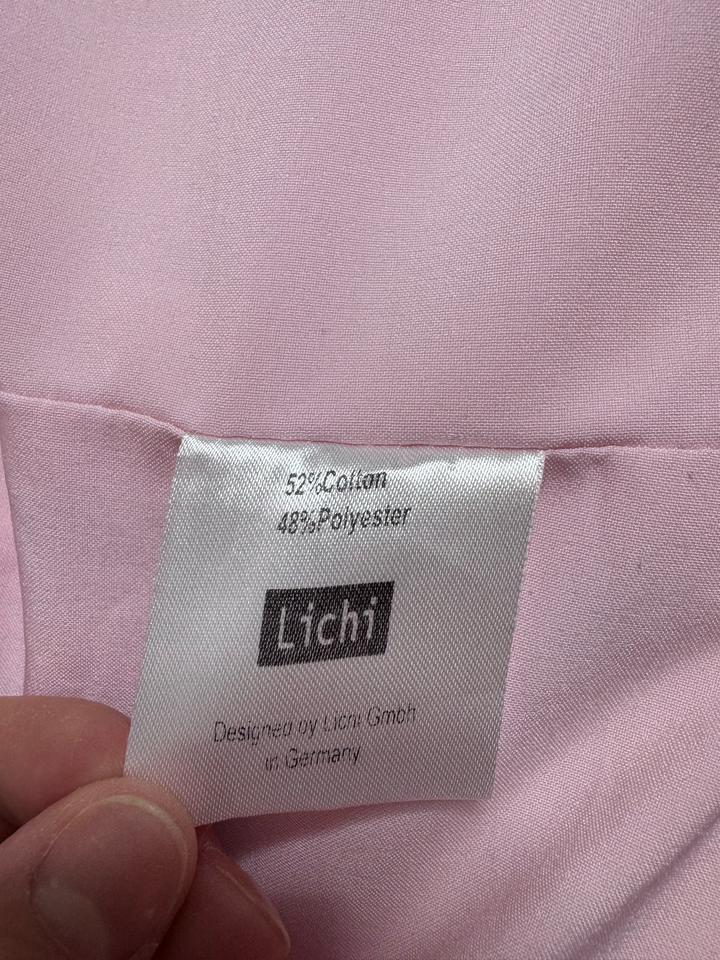 52%Cotton
48%Polyester
Lichi
Designed by Lichi Gmbh
in Germany